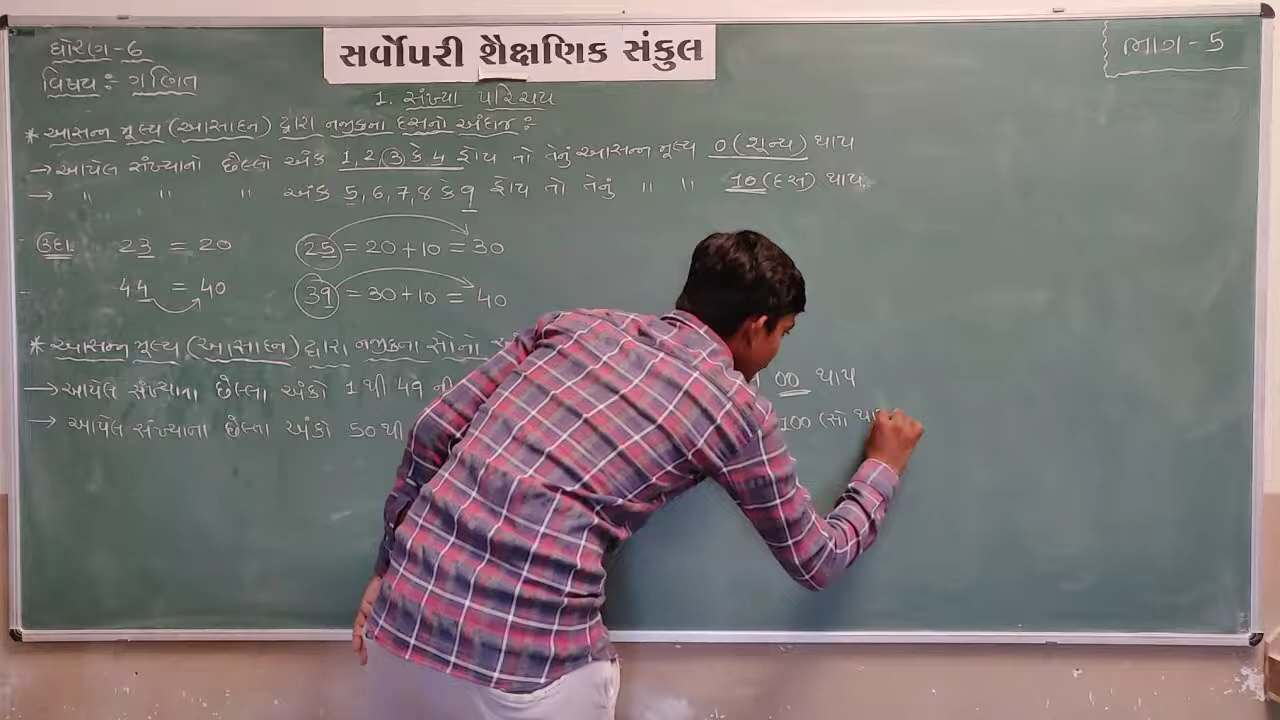 ધોરણ-6
સર્વોપરી શૈક્ષણિક સંકુલ
ભાગ-5
વિષય : ગણિત
1. સંખ્યા પરિચય
* આસન્ન મૂલ્ય (આસાદન) દ્વારા નજીકના દસનો અંદાજ :-
→ આપેલ સંખ્યાનો છેલ્લો અંક 1, 2, 3 કે 4 હોય તો તેનું આસન્ન મૂલ્ય 0 (શૂન્ય) થાય
→ " " " અંક 5, 6, 7, 8 કે 9 હોય તો તેનું " " 10 (દસ) થાય.
ઉદા. 23 = 20 25 = 20 + 10 = 30
44 = 40 39 = 30 + 10 = 40
* આસન્ન મૂલ્ય (આસાદન) દ્વારા નજીકના સોનો
→ આપેલ સંખ્યાના છેલ્લા અંકો 1 થી 49 ની 00 થાય
→ આપેલ સંખ્યાના છેલ્લા અંકો 50 થી 100 (સો